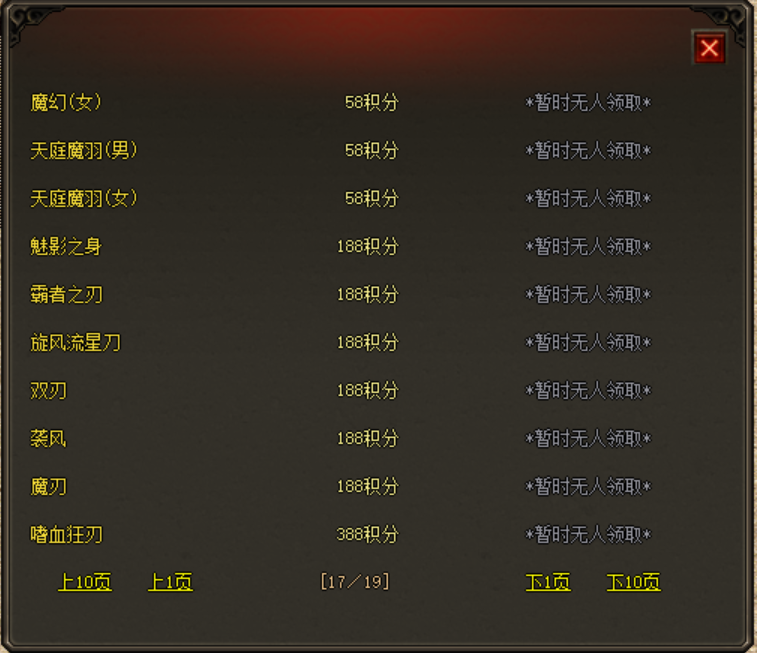 魔幻(女) 58积分 *暂时无人领取*
天庭魔羽(男) 58积分 *暂时无人领取*
天庭魔羽(女) 58积分 *暂时无人领取*
魅影之身 188积分 *暂时无人领取*
霸者之刃 188积分 *暂时无人领取*
旋风流星刀 188积分 *暂时无人领取*
双刃 188积分 *暂时无人领取*
袭风 188积分 *暂时无人领取*
魔刃 188积分 *暂时无人领取*
嗜血狂刃 388积分 *暂时无人领取*
上10页 上1页 [17／19] 下1页 下10页